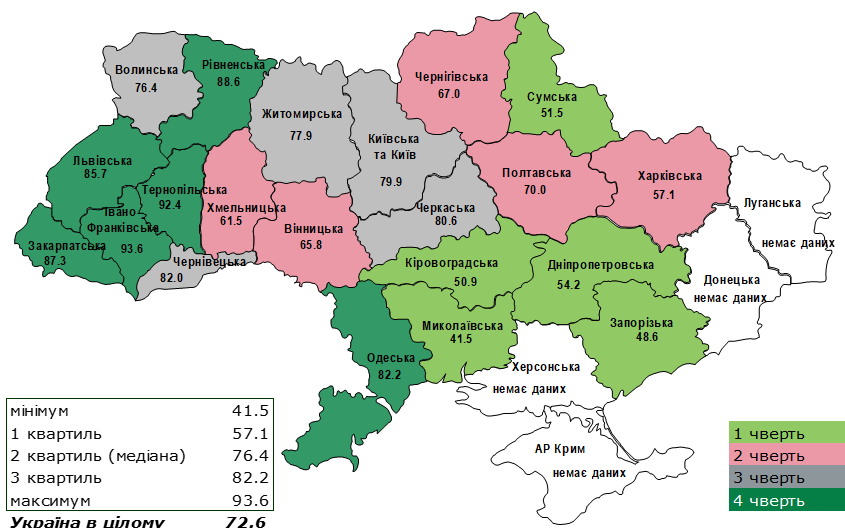 Волинська
76.4
Рівненська
88.6
Чернігівська
67.0
Сумська
51.5
Житомирська
77.9
Київська
та Київ
79.9
Львівська
85.7
Тернопільська
92.4
Хмельницька
61.5
Івано
Франківська
93.6
Закарпатська
87.3
Чернівецька
82.0
Вінницька
65.8
Черкаська
80.6
Полтавська
70.0
Харківська
57.1
Луганська
немає даних
Донецька
немає даних
Кіровоградська
50.9
Дніпропетровська
54.2
Миколаївська
41.5
Запорізька
48.6
Одеська
82.2
Херсонська
немає даних
АР Крим
немає даних
мінімум 41.5
1 квартиль 57.1
2 квартиль (медіана) 76.4
3 квартиль 82.2
максимум 93.6
Україна в цілому 72.6
1 чверть
2 чверть
3 чверть
4 чверть